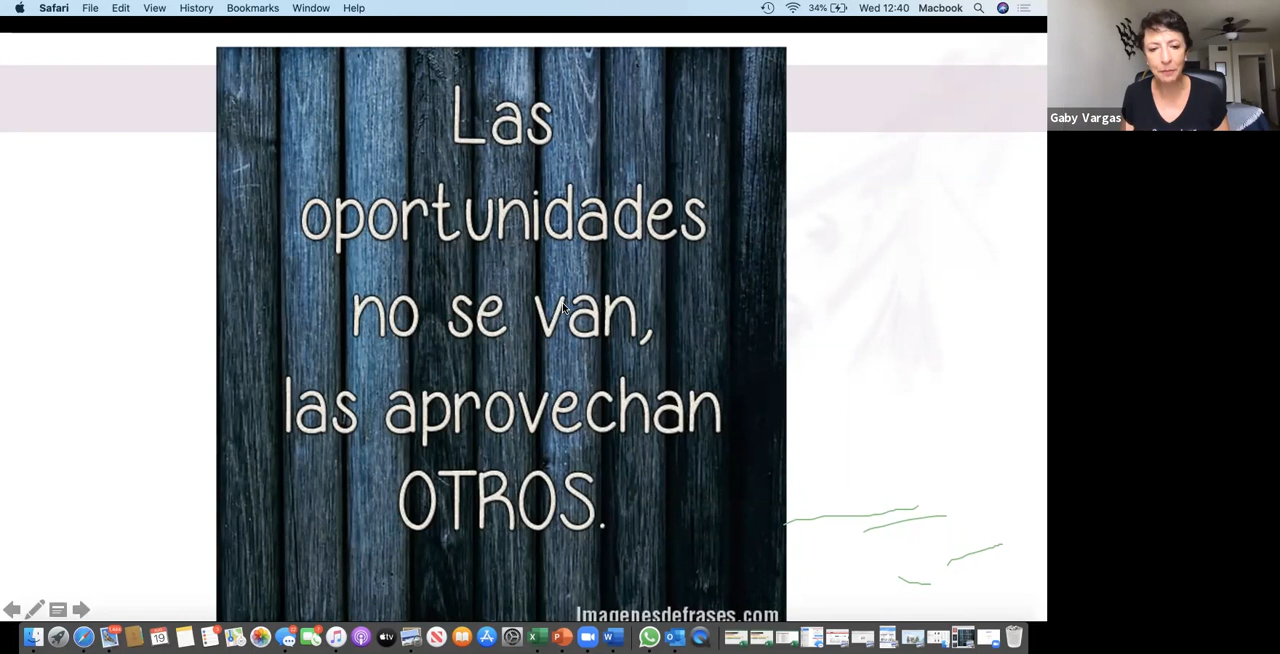 Safari File Edit View History Bookmarks Window Help 34% Wed 12:40 Macbook
Gaby Vargas
Las
oportunidades
no se van,
las aprovechan
OTROS.
Imagenesdefrases.com